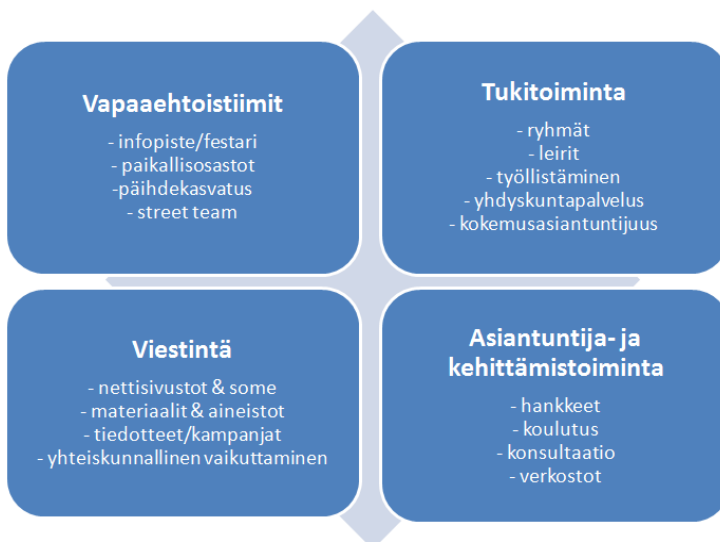 Vapaaehtoistiimit
- infopiste/festari
- paikallisosastot
-päihdekasvatus
- street team
Tukitoiminta
- ryhmät
- leirit
- työllistäminen
- yhdyskuntapalvelus
- kokemusasiantuntijuus
Viestintä
- nettisivustot & some
- materiaalit & aineistot
- tiedotteet/kampanjat
- yhteiskunnallinen vaikuttaminen
Asiantuntija- ja
kehittämistoiminta
- hankkeet
- koulutus
- konsultaatio
- verkostot